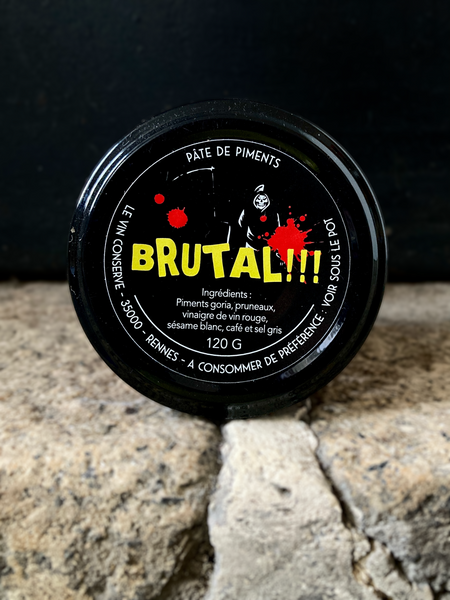 PÂTE DE PIMENTS
BRUTAL!!!
Ingrédients :
Piments goria, pruneaux,
vinaigre de vin rouge,
sésame blanc, café et sel gris
120 G
LE VIN CONSERVE - 35000 - RENNES - A CONSOMMER DE PRÉFÉRENCE : VOIR SOUS LE POT